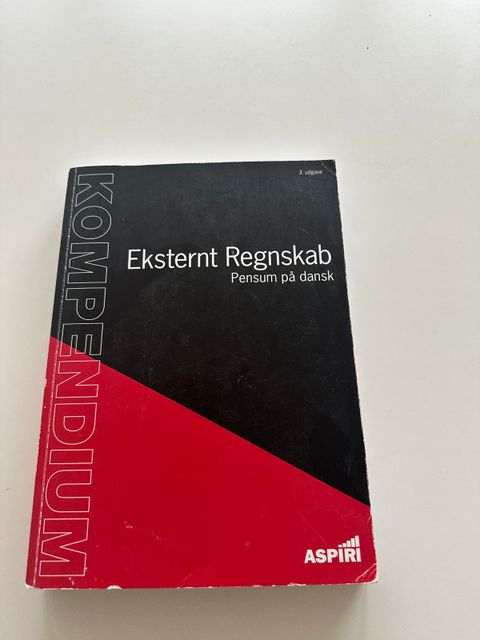 3. udgave
KOMPENDIUM
Eksternt Regnskab
Pensum på dansk
ASPIRI